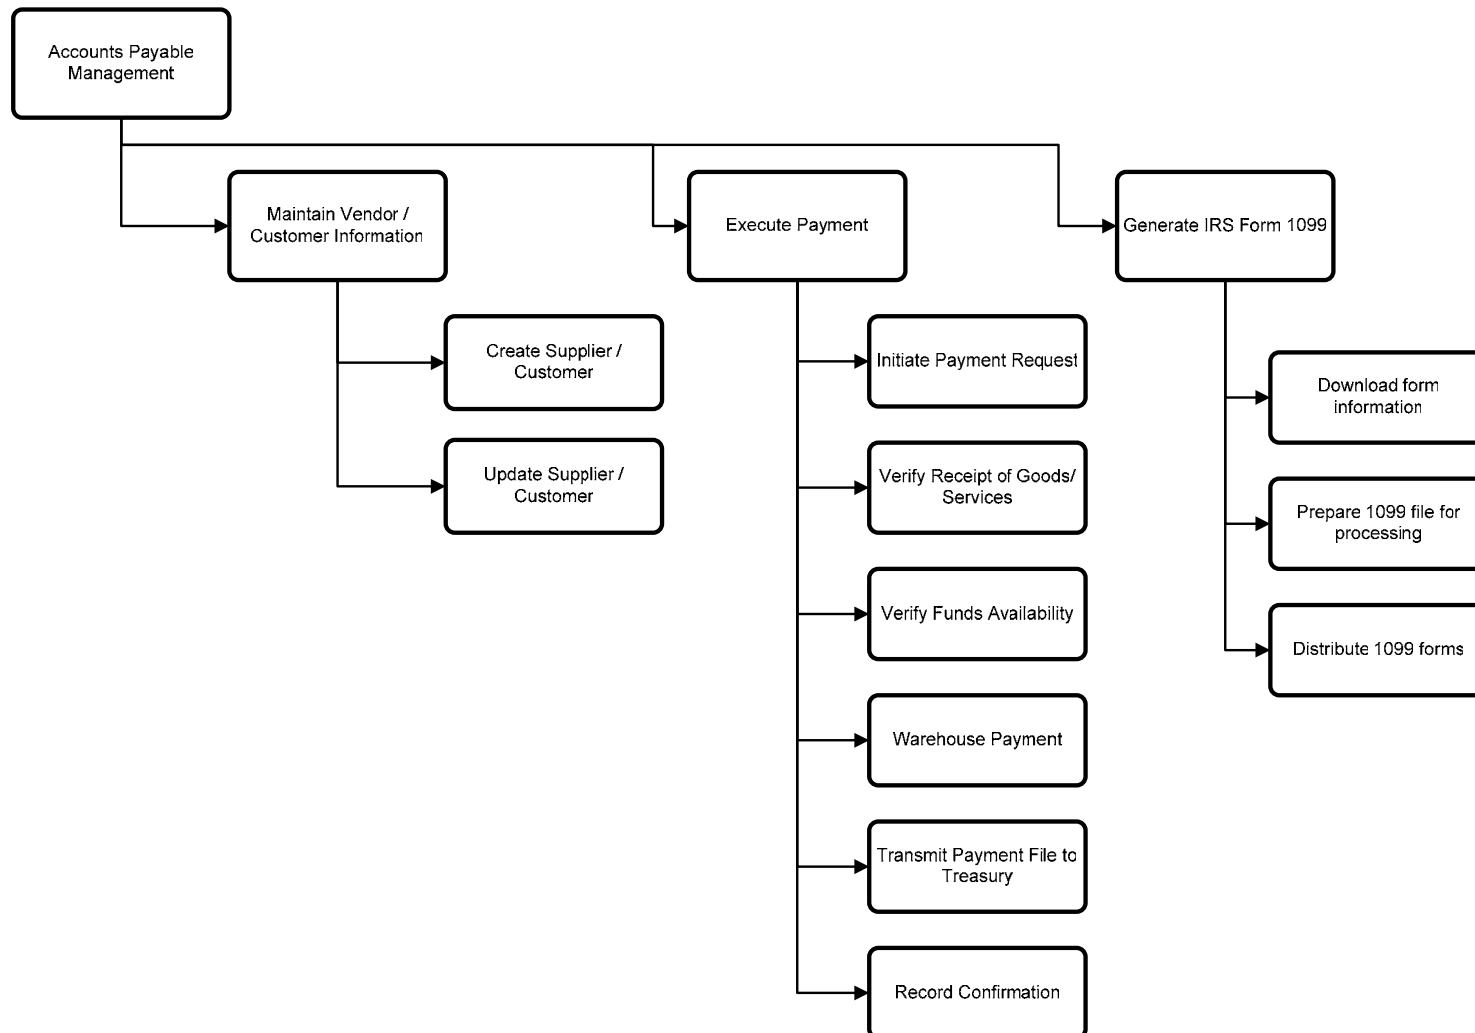 Accounts Payable
Management
Maintain Vendor /
Customer Information
Execute Payment
Generate IRS Form 1099
Create Supplier /
Customer
Update Supplier /
Customer
Initiate Payment Request
Verify Receipt of Goods/
Services
Verify Funds Availability
Warehouse Payment
Transmit Payment File to
Treasury
Record Confirmation
Download form
information
Prepare 1099 file for
processing
Distribute 1099 forms